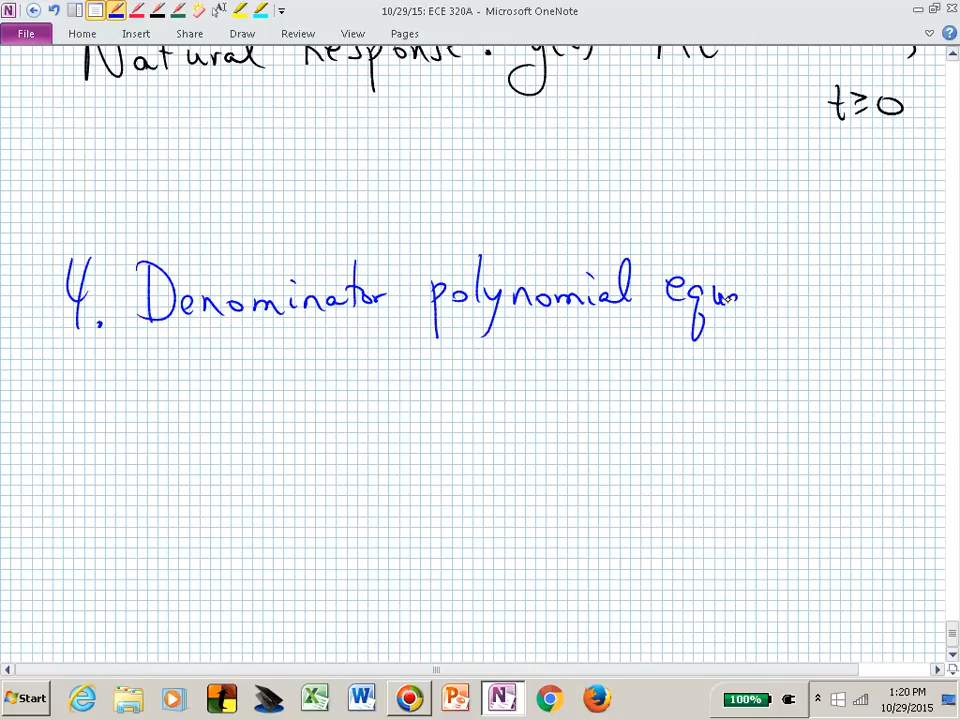 10/29/15: ECE 320A - Microsoft OneNote
File Home Insert Share Draw Review View Pages
Natural Response: y(t)
t ≥ 0
4. Denominator polynomial equa
Start
100%
1:20 PM
10/29/2015